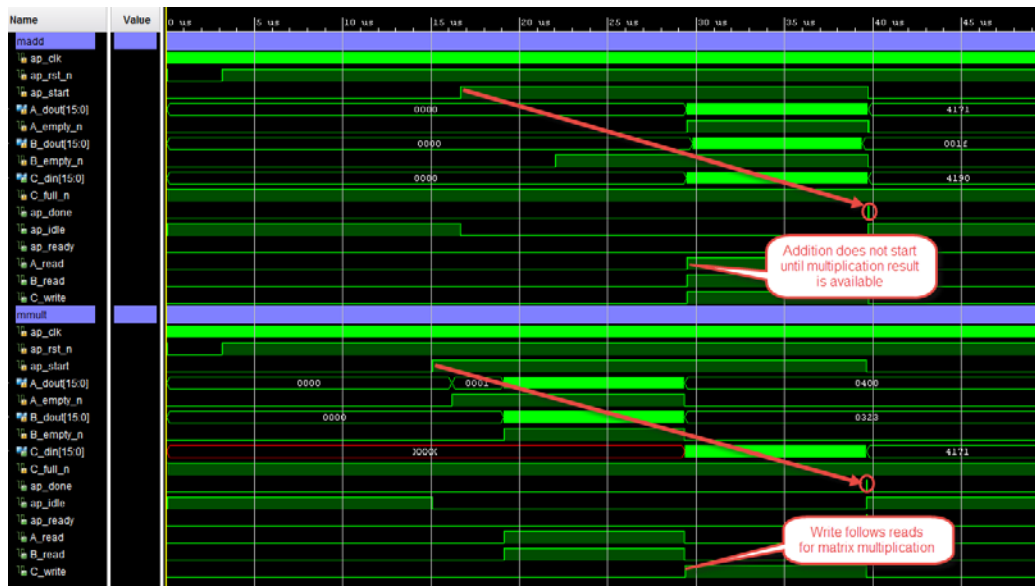 Name Value 0 us 5 us 10 us 15 us 20 us 25 us 30 us 35 us 40 us 45 us
madd
ap_clk
ap_rst_n
ap_start
A_dout[15:0] 0000 4171
A_empty_n
B_dout[15:0] 0000 001f
B_empty_n
C_din[15:0] 0000 4190
C_full_n
ap_done
ap_idle
ap_ready
A_read
B_read
C_write
Addition does not start
until multiplication result
is available
mmult
ap_clk
ap_rst_n
ap_start
A_dout[15:0] 0000 0001 0400
A_empty_n
B_dout[15:0] 0000 0323
B_empty_n
C_din[15:0] 4171
C_full_n
ap_done
ap_idle
ap_ready
A_read
B_read
C_write
Write follows reads
for matrix multiplication